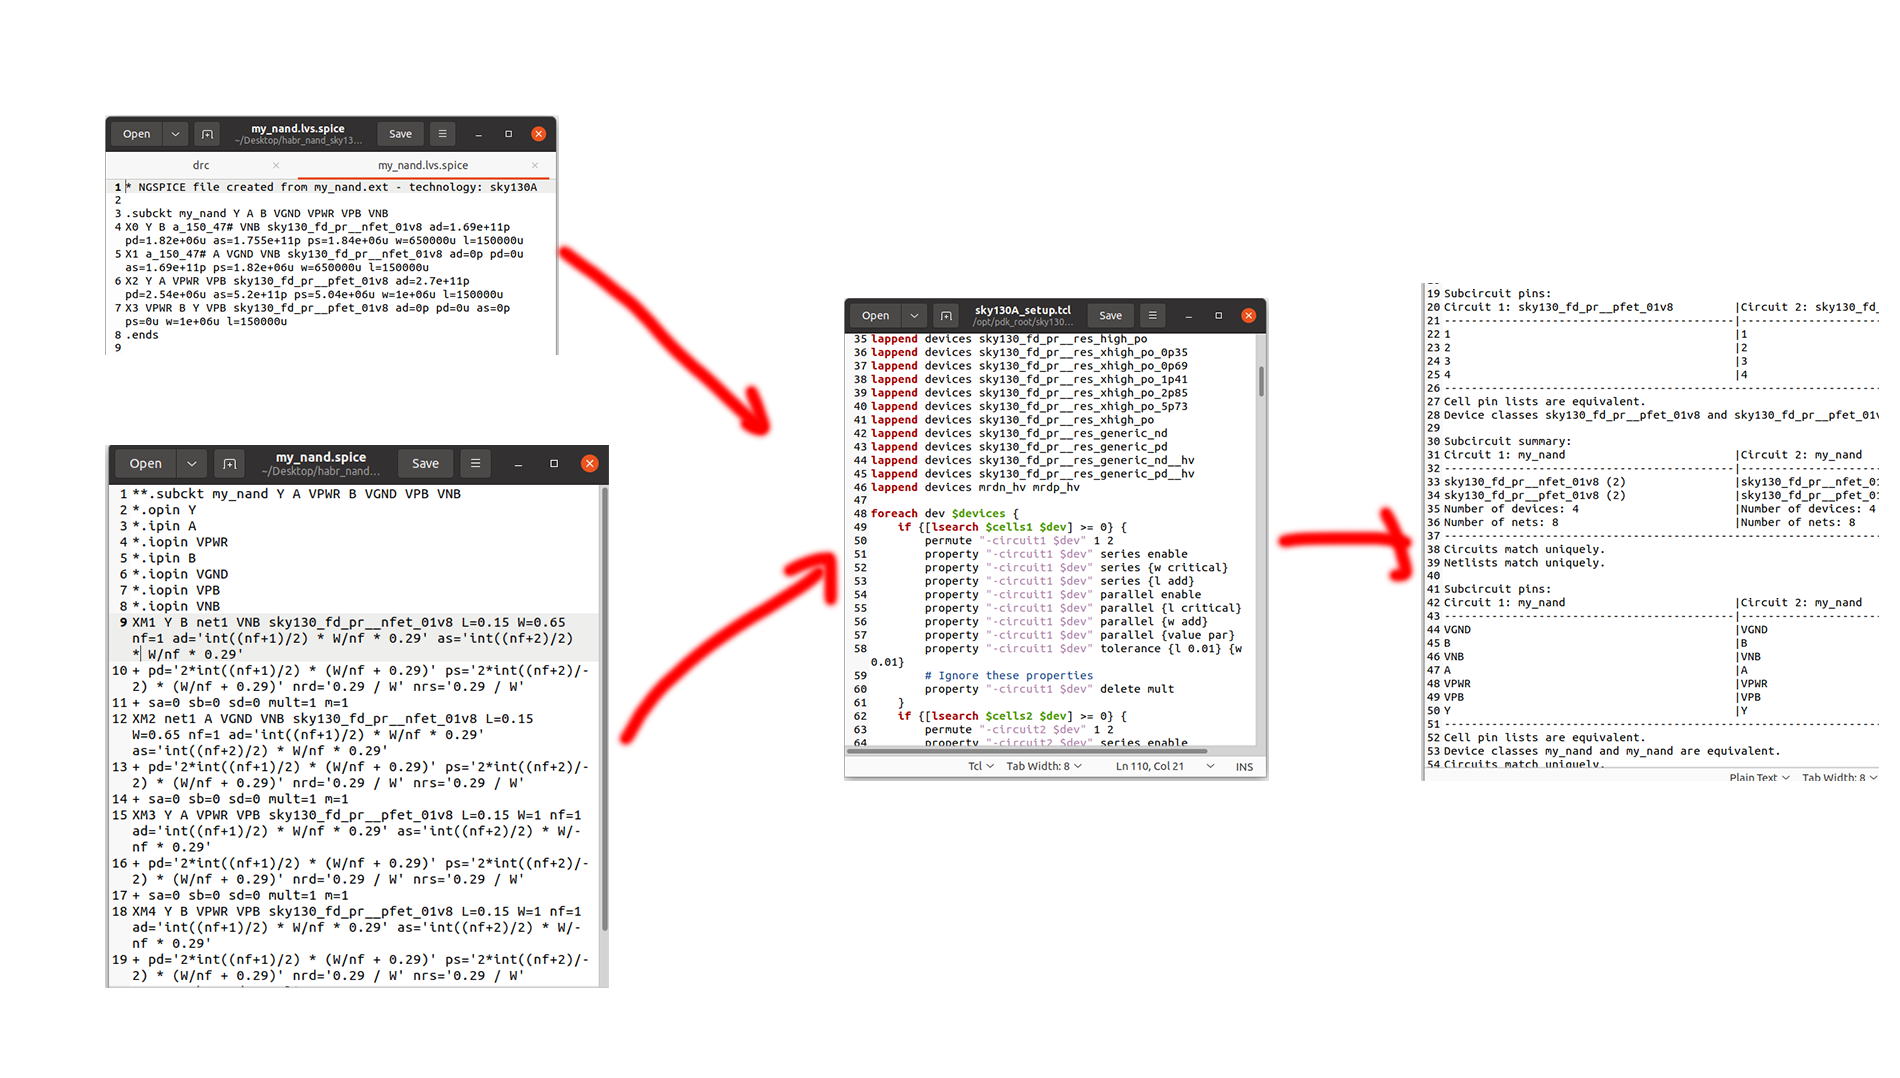 Open
my_nand.lvs.spice
~/Desktop/habr_nand_sky13...
Save
drc
my_nand.lvs.spice
1 * NGSPICE file created from my_nand.ext - technology: sky130A
2
3 .subckt my_nand Y A B VGND VPWR VPB VNB
4 X0 Y B a_150_47# VNB sky130_fd_pr__nfet_01v8 ad=1.69e+11p
pd=1.82e+06u as=1.755e+11p ps=1.84e+06u w=650000u l=150000u
5 X1 a_150_47# A VGND VNB sky130_fd_pr__nfet_01v8 ad=0p pd=0u
as=1.69e+11p ps=1.82e+06u w=650000u l=150000u
6 X2 Y A VPWR VPB sky130_fd_pr__pfet_01v8 ad=2.7e+11p
pd=2.54e+06u as=5.2e+11p ps=5.04e+06u w=1e+06u l=150000u
7 X3 VPWR B Y VPB sky130_fd_pr__pfet_01v8 ad=0p pd=0u as=0p
ps=0u w=1e+06u l=150000u
8 .ends
9
Open
my_nand.spice
~/Desktop/habr_nand...
Save
1 **.subckt my_nand Y A VPWR B VGND VPB VNB
2 *.opin Y
3 *.ipin A
4 *.iopin VPWR
5 *.ipin B
6 *.iopin VGND
7 *.iopin VPB
8 *.iopin VNB
9 XM1 Y B net1 VNB sky130_fd_pr__nfet_01v8 L=0.15 W=0.65
nf=1 ad='int((nf+1)/2) * W/nf * 0.29' as='int((nf+2)/2)
* W/nf * 0.29'
10 + pd='2*int((nf+1)/2) * (W/nf + 0.29)' ps='2*int((nf+2)/-
2) * (W/nf + 0.29)' nrd='0.29 / W' nrs='0.29 / W'
11 + sa=0 sb=0 sd=0 mult=1 m=1
12 XM2 net1 A VGND VNB sky130_fd_pr__nfet_01v8 L=0.15
W=0.65 nf=1 ad='int((nf+1)/2) * W/nf * 0.29'
as='int((nf+2)/2) * W/nf * 0.29'
13 + pd='2*int((nf+1)/2) * (W/nf + 0.29)' ps='2*int((nf+2)/-
2) * (W/nf + 0.29)' nrd='0.29 / W' nrs='0.29 / W'
14 + sa=0 sb=0 sd=0 mult=1 m=1
15 XM3 Y A VPWR VPB sky130_fd_pr__pfet_01v8 L=0.15 W=1 nf=1
ad='int((nf+1)/2) * W/nf * 0.29' as='int((nf+2)/2) * W/-
nf * 0.29'
16 + pd='2*int((nf+1)/2) * (W/nf + 0.29)' ps='2*int((nf+2)/-
2) * (W/nf + 0.29)' nrd='0.29 / W' nrs='0.29 / W'
17 + sa=0 sb=0 sd=0 mult=1 m=1
18 XM4 Y B VPWR VPB sky130_fd_pr__pfet_01v8 L=0.15 W=1 nf=1
ad='int((nf+1)/2) * W/nf * 0.29' as='int((nf+2)/2) * W/-
nf * 0.29'
19 + pd='2*int((nf+1)/2) * (W/nf + 0.29)' ps='2*int((nf+2)/-
2) * (W/nf + 0.29)' nrd='0.29 / W' nrs='0.29 / W'
Open
sky130A_setup.tcl
/opt/pdk_root/sky130...
Save
35 lappend devices sky130_fd_pr__res_high_po
36 lappend devices sky130_fd_pr__res_xhigh_po_0p35
37 lappend devices sky130_fd_pr__res_xhigh_po_0p69
38 lappend devices sky130_fd_pr__res_xhigh_po_1p41
39 lappend devices sky130_fd_pr__res_xhigh_po_2p85
40 lappend devices sky130_fd_pr__res_xhigh_po_5p73
41 lappend devices sky130_fd_pr__res_xhigh_po
42 lappend devices sky130_fd_pr__res_generic_nd
43 lappend devices sky130_fd_pr__res_generic_pd
44 lappend devices sky130_fd_pr__res_generic_nd__hv
45 lappend devices sky130_fd_pr__res_generic_pd__hv
46 lappend devices mrdn_hv mrdp_hv
47
48 foreach dev $devices {
49 if {[lsearch $cells1 $dev] >= 0} {
50 permute "-circuit1 $dev" 1 2
51 property "-circuit1 $dev" series enable
52 property "-circuit1 $dev" series {w critical}
53 property "-circuit1 $dev" series {l add}
54 property "-circuit1 $dev" parallel enable
55 property "-circuit1 $dev" parallel {l critical}
56 property "-circuit1 $dev" parallel {w add}
57 property "-circuit1 $dev" parallel {value par}
58 property "-circuit1 $dev" tolerance {l 0.01} {w
0.01}
59 # Ignore these properties
60 property "-circuit1 $dev" delete mult
61 }
62 if {[lsearch $cells2 $dev] >= 0} {
63 permute "-circuit2 $dev" 1 2
64 property "-circuit2 $dev" series enable
Tcl Tab Width: 8 Ln 110, Col 21 INS
19 Subcircuit pins:
20 Circuit 1: sky130_fd_pr__pfet_01v8 |Circuit 2: sky130_fd_
21 -------------------------------------------|--------------------
22 1 |1
23 2 |2
24 3 |3
25 4 |4
26 ----------------------------------------------------------------
27 Cell pin lists are equivalent.
28 Device classes sky130_fd_pr__pfet_01v8 and sky130_fd_pr__pfet_01v
29
30 Subcircuit summary:
31 Circuit 1: my_nand |Circuit 2: my_nand
32 -------------------------------------------|--------------------
33 sky130_fd_pr__nfet_01v8 (2) |sky130_fd_pr__nfet_01
34 sky130_fd_pr__pfet_01v8 (2) |sky130_fd_pr__pfet_01
35 Number of devices: 4 |Number of devices: 4
36 Number of nets: 8 |Number of nets: 8
37 ----------------------------------------------------------------
38 Circuits match uniquely.
39 Netlists match uniquely.
40
41 Subcircuit pins:
42 Circuit 1: my_nand |Circuit 2: my_nand
43 -------------------------------------------|--------------------
44 VGND |VGND
45 B |B
46 VNB |VNB
47 A |A
48 VPWR |VPWR
49 VPB |VPB
50 Y |Y
51 ----------------------------------------------------------------
52 Cell pin lists are equivalent.
53 Device classes my_nand and my_nand are equivalent.
54 Circuits match uniquely.
Plain Text Tab Width: 8